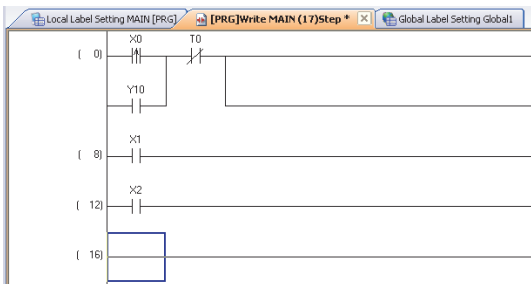 Local Label Setting MAIN [PRG] [PRG]Write MAIN (17)Step * Global Label Setting Global1
X0 T0
( 0)
Y10
X1
( 8)
X2
( 12)
( 16)